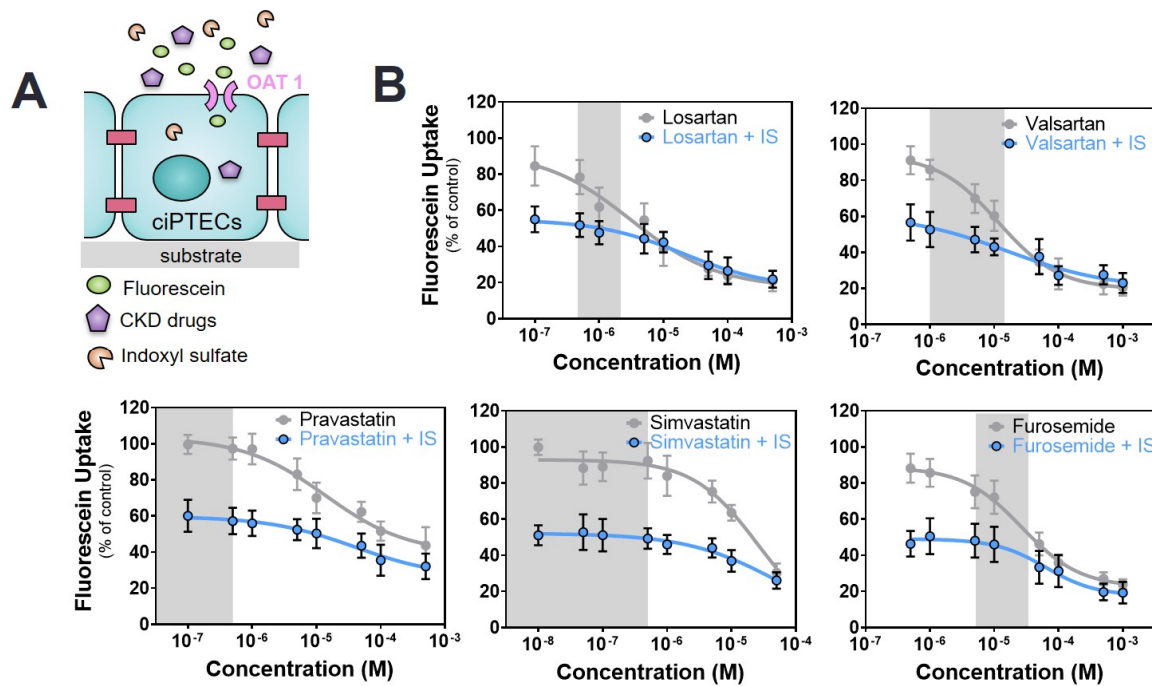 A
OAT 1
ciPTECs
substrate
Fluorescein
CKD drugs
Indoxyl sulfate
B
Fluorescein Uptake
(% of control)
120
100
80
60
40
20
0
Losartan
Losartan + IS
10-7
10-6
10-5
10-4
10-3
Concentration (M)
120
100
80
60
40
20
0
Valsartan
Valsartan + IS
10-7
10-6
10-5
10-4
10-3
Concentration (M)
Fluorescein Uptake
(% of control)
120
100
80
60
40
20
0
Pravastatin
Pravastatin + IS
10-7
10-6
10-5
10-4
10-3
Concentration (M)
120
100
80
60
40
20
0
Simvastatin
Simvastatin + IS
10-8
10-7
10-6
10-5
10-4
Concentration (M)
120
100
80
60
40
20
0
Furosemide
Furosemide + IS
10-7
10-6
10-5
10-4
10-3
Concentration (M)